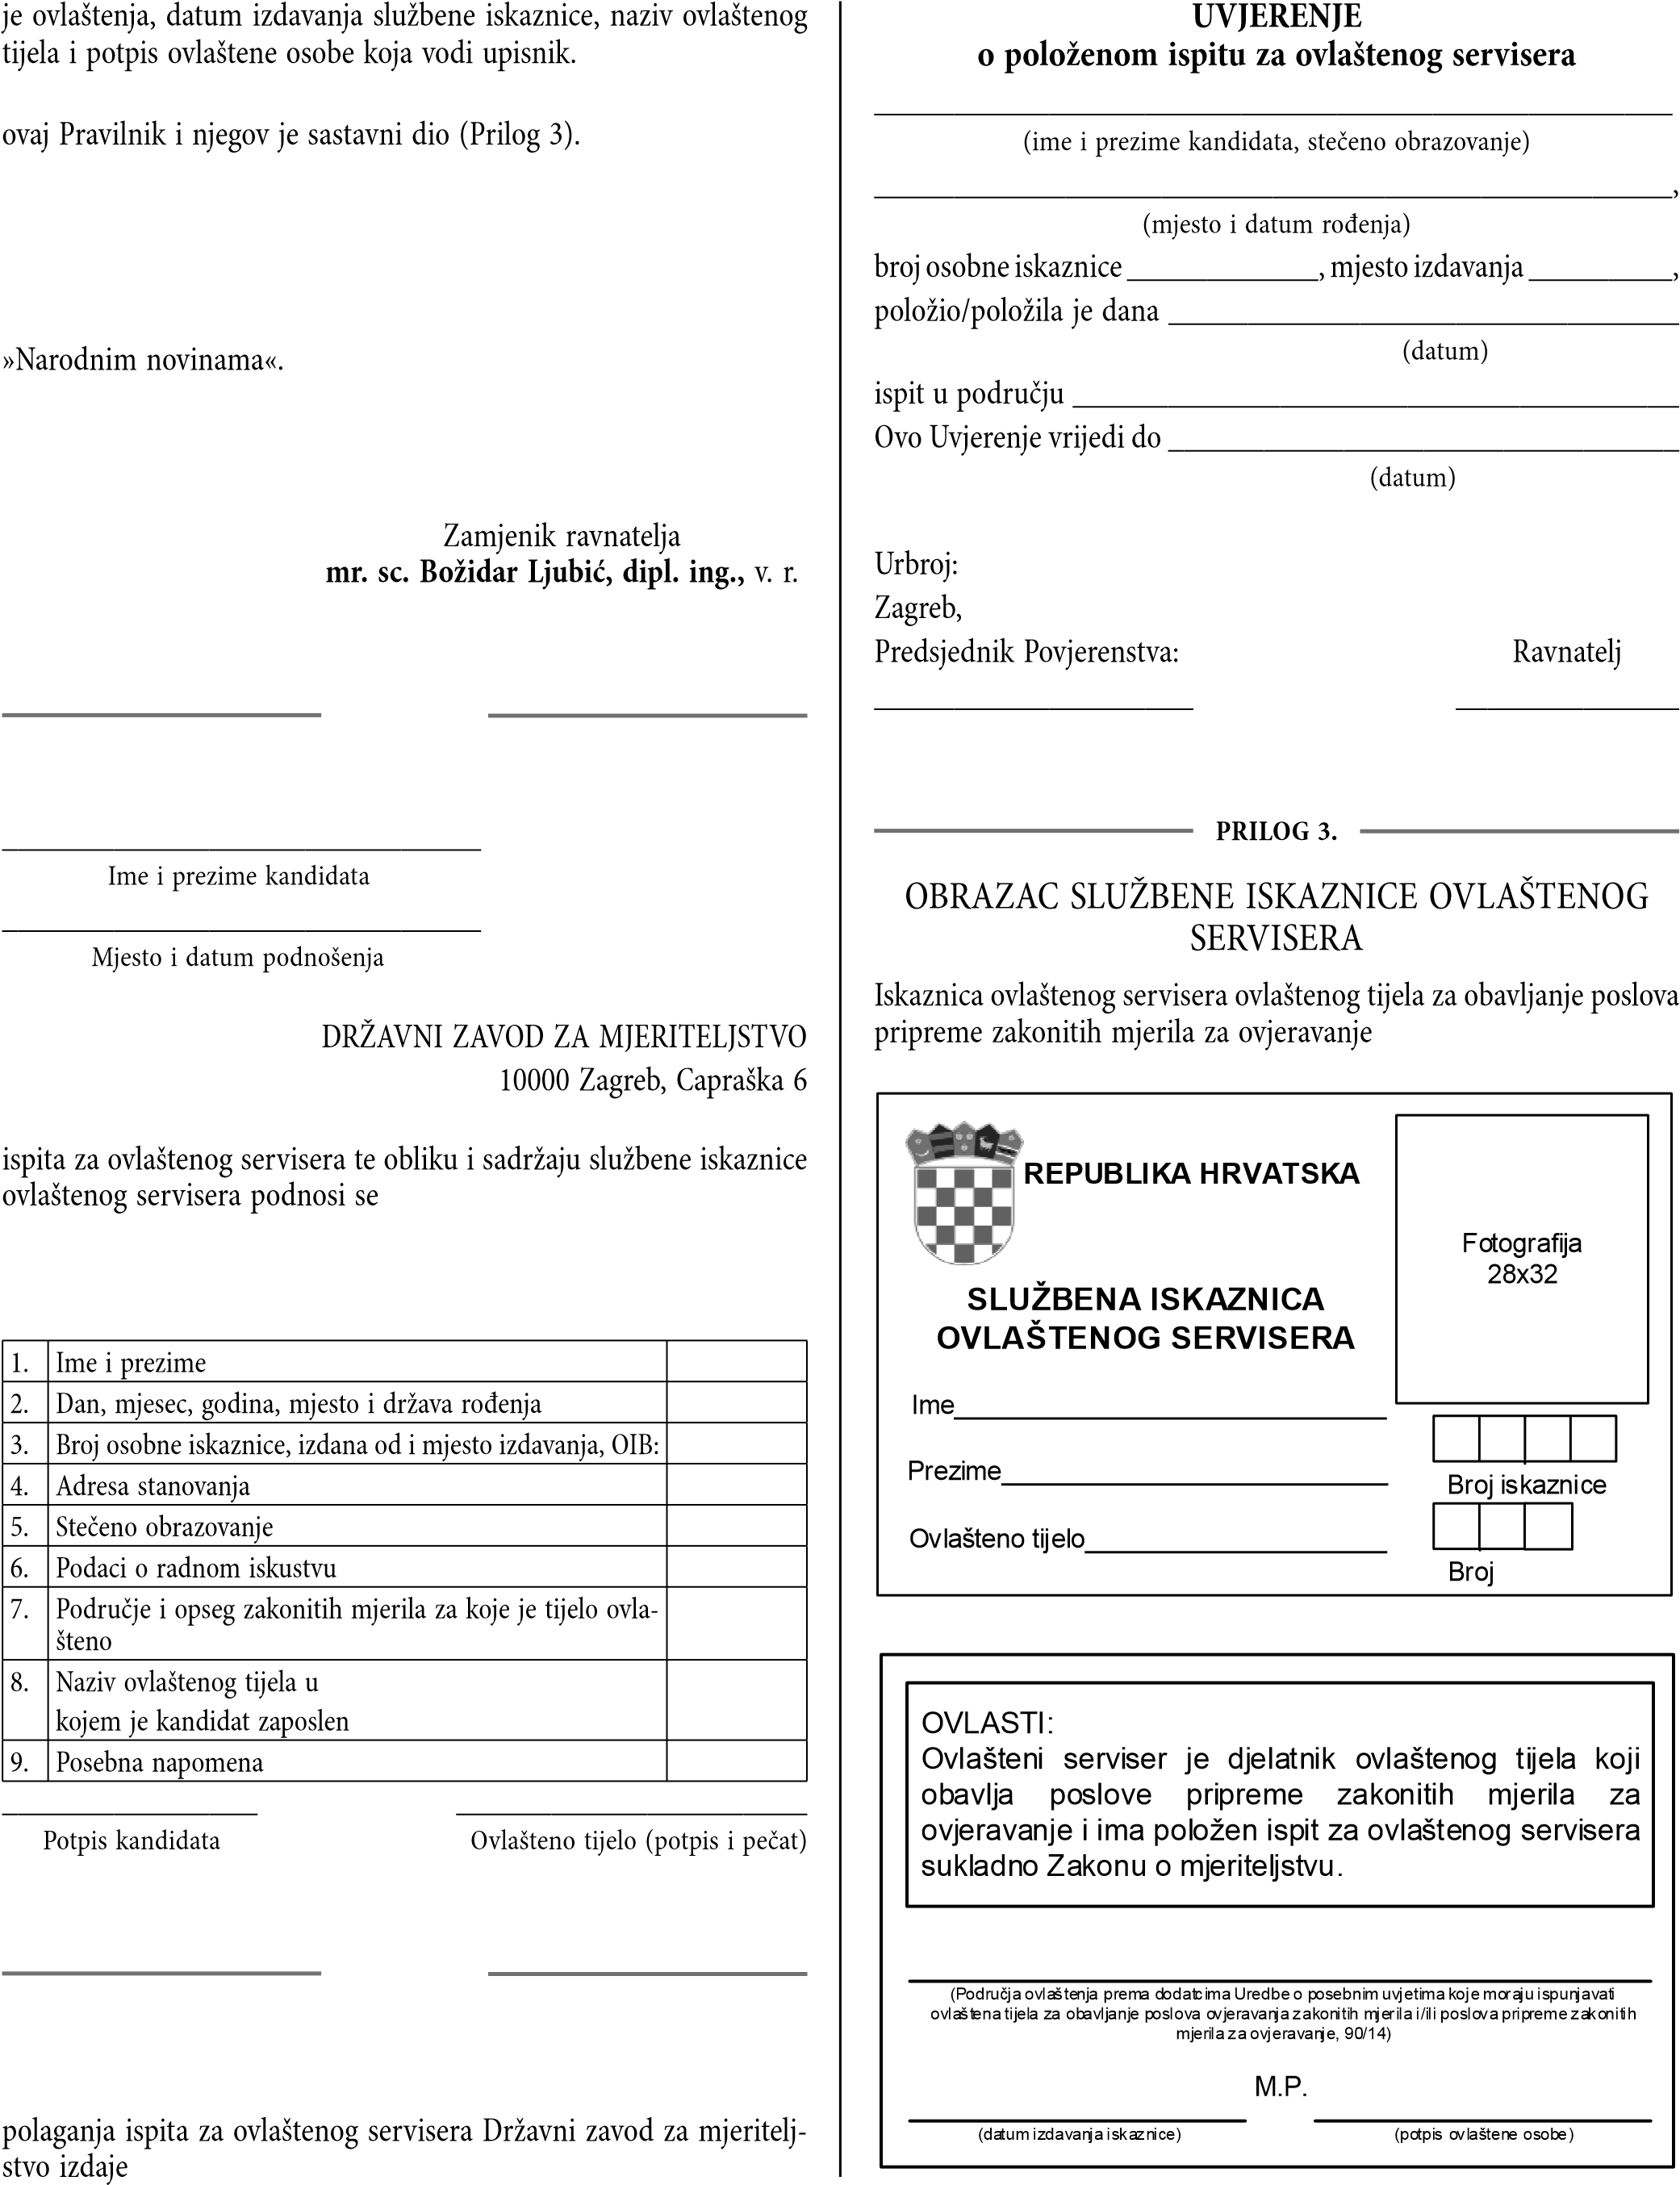 je ovlaštenja, datum izdavanja službene iskaznice, naziv ovlaštenog
tijela i potpis ovlaštene osobe koja vodi upisnik.
ovaj Pravilnik i njegov je sastavni dio (Prilog 3).
»Narodnim novinama«.
Zamjenik ravnatelja
mr. sc. Božidar Ljubić, dipl. ing., v. r.
Ime i prezime kandidata
Mjesto i datum podnošenja
DRŽAVNI ZAVOD ZA MJERITELJSTVO
10000 Zagreb, Capraška 6
ispita za ovlaštenog servisera te obliku i sadržaju službene iskaznice
ovlaštenog servisera podnosi se
1. Ime i prezime
2. Dan, mjesec, godina, mjesto i država rođenja
3. Broj osobne iskaznice, izdana od i mjesto izdavanja, OIB:
4. Adresa stanovanja
5. Stečeno obrazovanje
6. Podaci o radnom iskustvu
7. Područje i opseg zakonitih mjerila za koje je tijelo ovla-
šteno
8. Naziv ovlaštenog tijela u
kojem je kandidat zaposlen
9. Posebna napomena
Potpis kandidata Ovlašteno tijelo (potpis i pečat)
polaganja ispita za ovlaštenog servisera Državni zavod za mjeritelj-
stvo izdaje
UVJERENJE
o položenom ispitu za ovlaštenog servisera
(ime i prezime kandidata, stečeno obrazovanje)
,
(mjesto i datum rođenja)
broj osobne iskaznice ____________, mjesto izdavanja _________,
položio/položila je dana
(datum)
ispit u području
Ovo Uvjerenje vrijedi do
(datum)
Urbroj:
Zagreb,
Predsjednik Povjerenstva: Ravnatelj
PRILOG 3.
OBRAZAC SLUŽBENE ISKAZNICE OVLAŠTENOG
SERVISERA
Iskaznica ovlaštenog servisera ovlaštenog tijela za obavljanje poslova
pripreme zakonitih mjerila za ovjeravanje
REPUBLIKA HRVATSKA
Fotografija
28x32
SLUŽBENA ISKAZNICA
OVLAŠTENOG SERVISERA
Ime
Prezime
Broj iskaznice
Ovlašteno tijelo
Broj
OVLASTI:
Ovlašteni serviser je djelatnik ovlaštenog tijela koji
obavlja poslove pripreme zakonitih mjerila za
ovjeravanje i ima položen ispit za ovlaštenog servisera
sukladno Zakonu o mjeriteljstvu.
(Područja ovlaštenja prema dodatcima Uredbe o posebnim uvjetima koje moraju ispunjavati
ovlaštena tijela za obavljanje poslova ovjeravanja zakonitih mjerila i/ili poslova pripreme zakonitih
mjerila za ovjeravanje, 90/14)
M.P.
(datum izdavanja iskaznice) (potpis ovlaštene osobe)